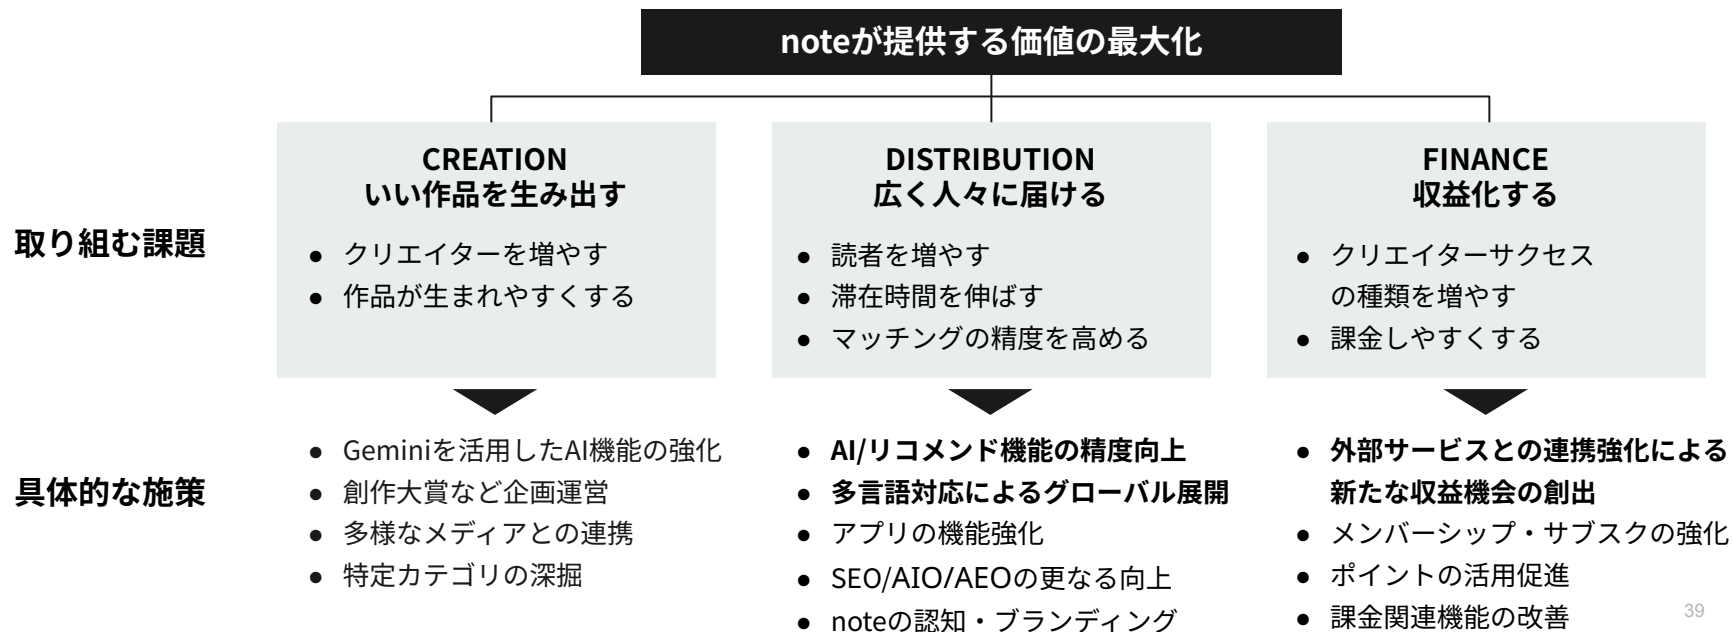 noteが提供する価値の最大化
取り組む課題
CREATION
いい作品を生み出す
● クリエイターを増やす
● 作品が生まれやすくする
DISTRIBUTION
広く人々に届ける
● 読者を増やす
● 滞在時間を伸ばす
● マッチングの精度を高める
FINANCE
収益化する
● クリエイターサクセス
の種類を増やす
● 課金しやすくする
具体的な施策
● Geminiを活用したAI機能の強化
● 創作大賞など企画運営
● 多様なメディアとの連携
● 特定カテゴリの深掘
● AI/リコメンド機能の精度向上
● 多言語対応によるグローバル展開
● アプリの機能強化
● SEO/AIO/AEOの更なる向上
● noteの認知・ブランディング
● 外部サービスとの連携強化による
新たな収益機会の創出
● メンバーシップ・サブスクの強化
● ポイントの活用促進
● 課金関連機能の改善
39